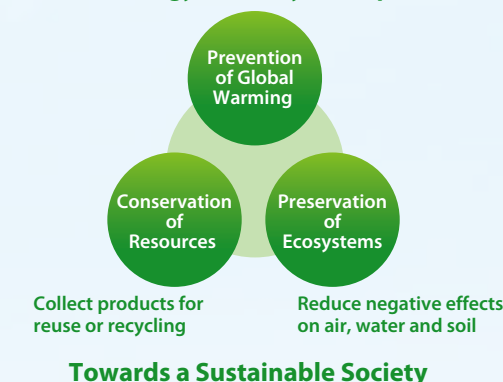 Prevention
of Global
Warming
Conservation
of
Resources
Preservation
of
Ecosystems
Collect products for
reuse or recycling
Reduce negative effects
on air, water and soil
Towards a Sustainable Society